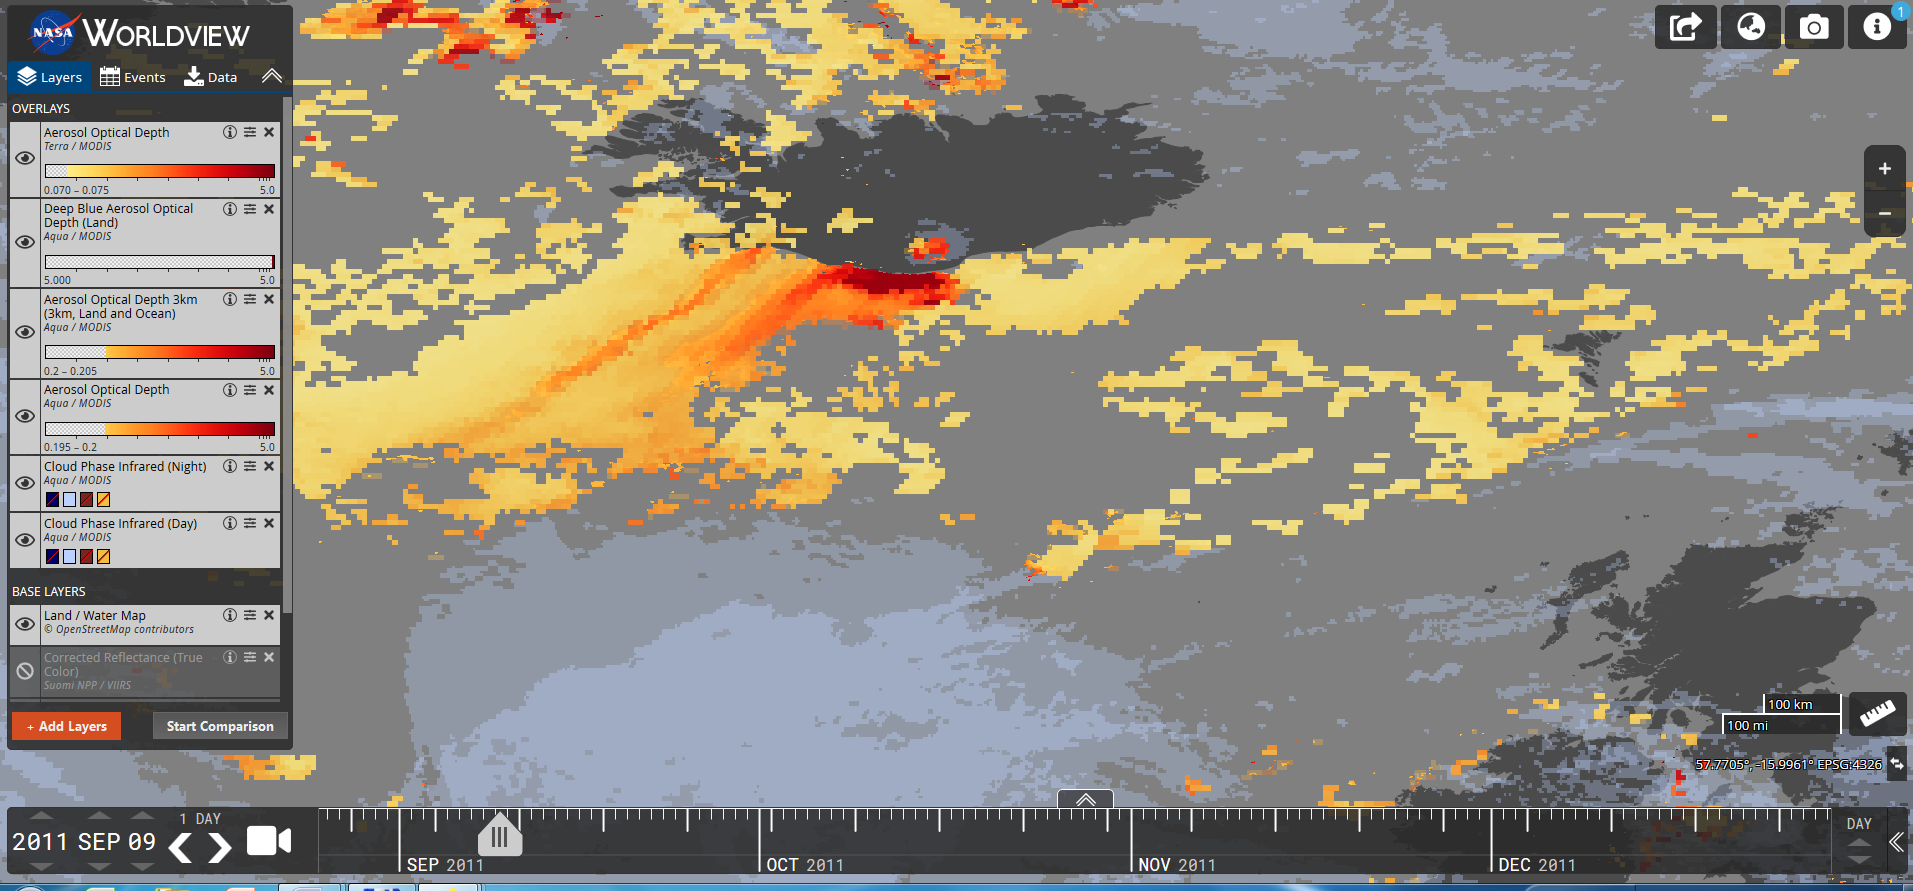 NASA WORLDVIEW
Layers Events Data
1
OVERLAYS
Aerosol Optical Depth
Terra / MODIS
0.070 – 0.075 5.0
Deep Blue Aerosol Optical
Depth (Land)
Aqua / MODIS
5.000 5.0
Aerosol Optical Depth 3km
(3km, Land and Ocean)
Aqua / MODIS
0.2 – 0.205 5.0
Aerosol Optical Depth
Aqua / MODIS
0.195 – 0.2 5.0
Cloud Phase Infrared (Night)
Aqua / MODIS
Cloud Phase Infrared (Day)
Aqua / MODIS
BASE LAYERS
Land / Water Map
© OpenStreetMap contributors
Corrected Reflectance (True
Color)
Suomi NPP / VIIRS
+ Add Layers Start Comparison
+
−
100 km
100 mi
57.7705°, -15.9961° EPSG:4326
1 DAY
2011 SEP 09
SEP 2011 OCT 2011 NOV 2011 DEC 2011
DAY